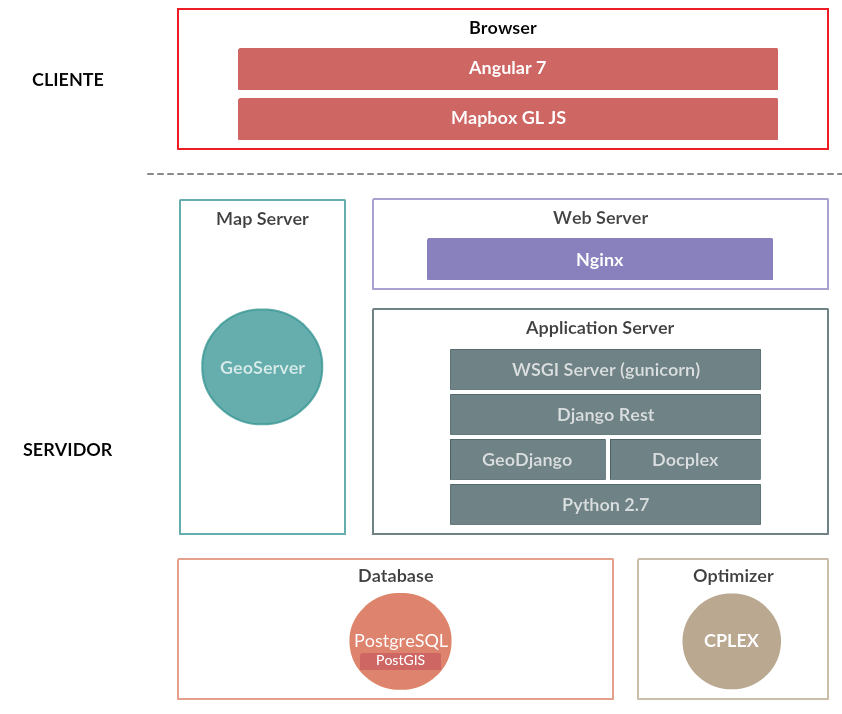 CLIENTE
Browser
Angular 7
Mapbox GL JS
SERVIDOR
Map Server
GeoServer
Web Server
Nginx
Application Server
WSGI Server (gunicorn)
Django Rest
GeoDjango
Docplex
Python 2.7
Database
PostgreSQL
PostGIS
Optimizer
CPLEX